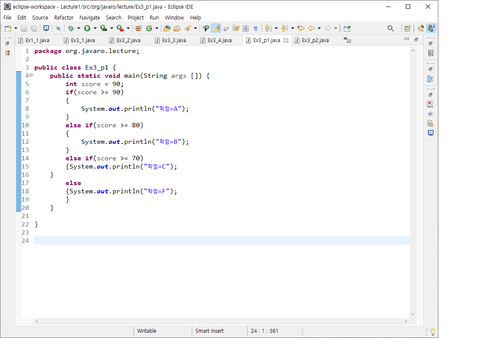 eclipse-workspace - Lecture1/src/org/javaro/lecture/Ex3_p1.java - Eclipse IDE
File Edit Source Refactor Navigate Search Project Run Window Help
Ex1_1.java Ex3_1.java Ex3_2.java Ex3_3.java Ex3_4.java Ex3_p1.java Ex3_p2.java
1 package org.javaro.lecture;
2
3 public class Ex3_p1 {
4 public static void main(String args []) {
5 int score = 90;
6 if(score >= 90)
7 {
8 System.out.println("학점=A");
9 }
10 else if(score >= 80)
11 {
12 System.out.println("학점=B");
13 }
14 else if(score >= 70)
15 {System.out.println("학점=C");
16 }
17 else
18 {System.out.println("학점=F");
19 }
20 }
21
22 }
23
24
Writable Smart Insert 24 : 1 : 361